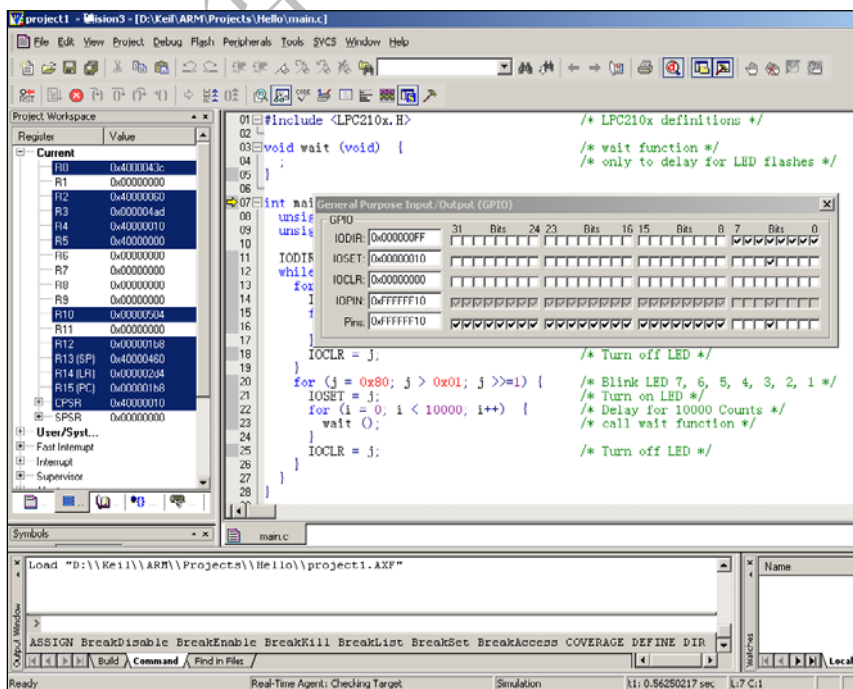 project1 - µVision3 - [D:\Keil\ARM\Projects\Hello\main.c]
File Edit View Project Debug Flash Peripherals Tools SVCS Window Help
Project Workspace
Register Value
Current
R0 0x4000043c
R1 0x00000000
R2 0x40000060
R3 0x000004ad
R4 0x40000010
R5 0x40000000
R6 0x00000000
R7 0x00000000
R8 0x00000000
R9 0x00000000
R10 0x00000504
R11 0x00000000
R12 0x000001b8
R13 (SP) 0x40000460
R14 (LR) 0x000002d4
R15 (PC) 0x000001b8
CPSR 0x40000010
SPSR 0x00000000
User/Syst...
Fast Interrupt
Interrupt
Supervisor
Symbols
01 #include <LPC210x.H> /* LPC210x definitions */
02
03 void wait (void) { /* wait function */
04 ; /* only to delay for LED flashes */
05 }
06
07 int mai
08 unsig
09 unsig
10
11 IODIR
12 while
13 for
14 I
15 f
16
17 }
18 IOCLR = j; /* Turn off LED */
19 }
20 for (j = 0x80; j > 0x01; j >>=1) { /* Blink LED 7, 6, 5, 4, 3, 2, 1 */
21 IOSET = j; /* Turn on LED */
22 for (i = 0; i < 10000; i++) { /* Delay for 10000 Counts */
23 wait (); /* call wait function */
24 }
25 IOCLR = j; /* Turn off LED */
26 }
27 }
28 }
General Purpose Input/Output (GPIO)
GPIO
31 Bits 24 23 Bits 16 15 Bits 8 7 Bits 0
IODIR: 0x000000FF
IOSET: 0x00000010
IOCLR: 0x00000000
IOPIN: 0xFFFFFF10
Pins: 0xFFFFFF10
main.c
Load "D:\\Keil\\ARM\\Projects\\Hello\\project1.AXF"
>
ASSIGN BreakDisable BreakEnable BreakKill BreakList BreakSet BreakAccess COVERAGE DEFINE DIR
Build Command Find in Files
Output Window
Name
Watches
Local
Ready Real-Time Agent: Checking Target Simulation t1: 0.56250217 sec L:7 C:1